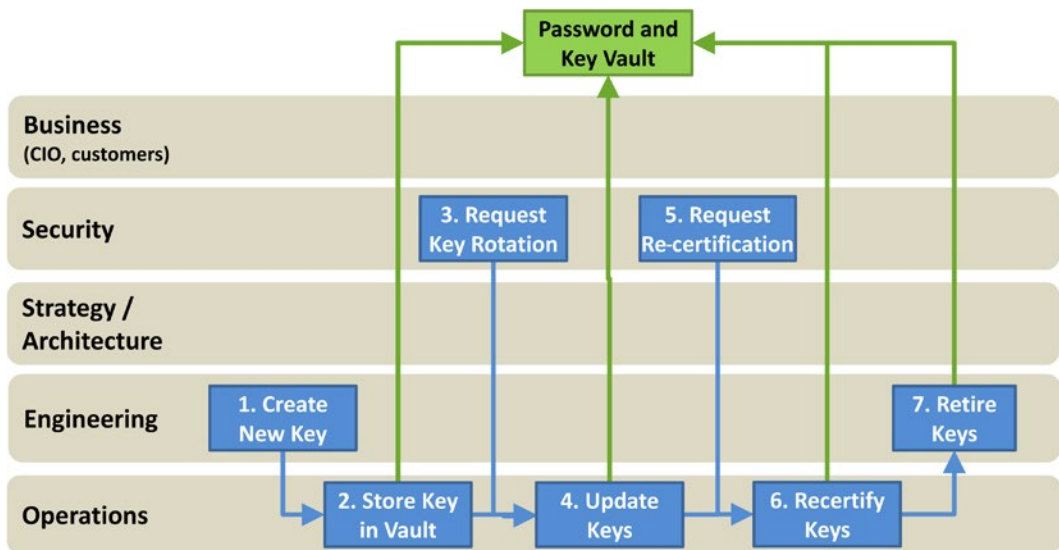 Password and
Key Vault
Business
(CIO, customers)
Security
3. Request
Key Rotation
5. Request
Re-certification
Strategy /
Architecture
Engineering
1. Create
New Key
7. Retire
Keys
Operations
2. Store Key
in Vault
4. Update
Keys
6. Recertify
Keys